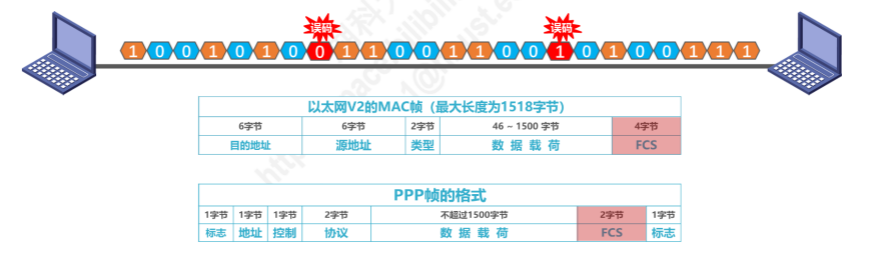 误码 误码
1 0 0 1 0 1 0 0 1 1 0 0 1 1 0 0 1 0 1 0 0 1 1 1
以太网V2的MAC帧（最大长度为1518字节）
6字节 6字节 2字节 46 ~ 1500 字节 4字节
目的地址 源地址 类型 数 据 载 荷 FCS
PPP帧的格式
1字节 1字节 1字节 2字节 不超过1500字节 2字节 1字节
标志 地址 控制 协议 数 据 载 荷 FCS 标志